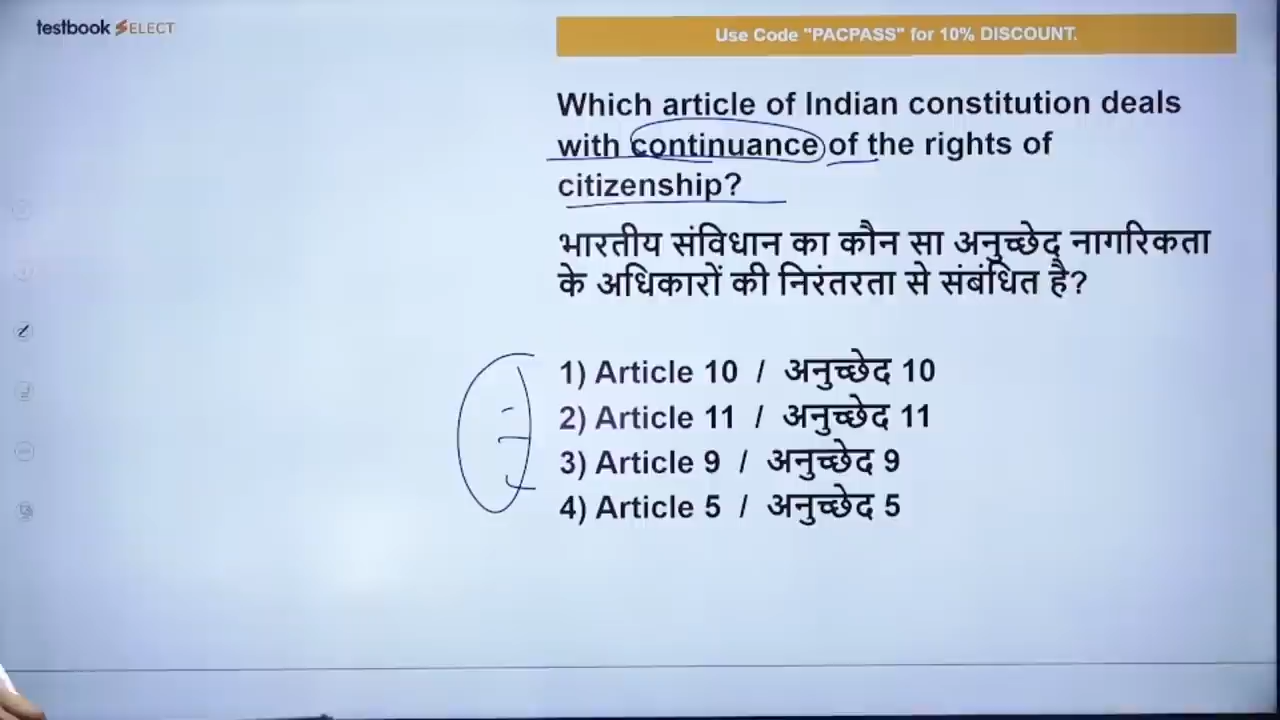 testbook SELECT
Use Code "PACPASS" for 10% DISCOUNT.
Which article of Indian constitution deals
with continuance of the rights of
citizenship?
भारतीय संविधान का कौन सा अनुच्छेद नागरिकता
के अधिकारों की निरंतरता से संबंधित है?
1) Article 10 / अनुच्छेद 10
2) Article 11 / अनुच्छेद 11
3) Article 9 / अनुच्छेद 9
4) Article 5 / अनुच्छेद 5